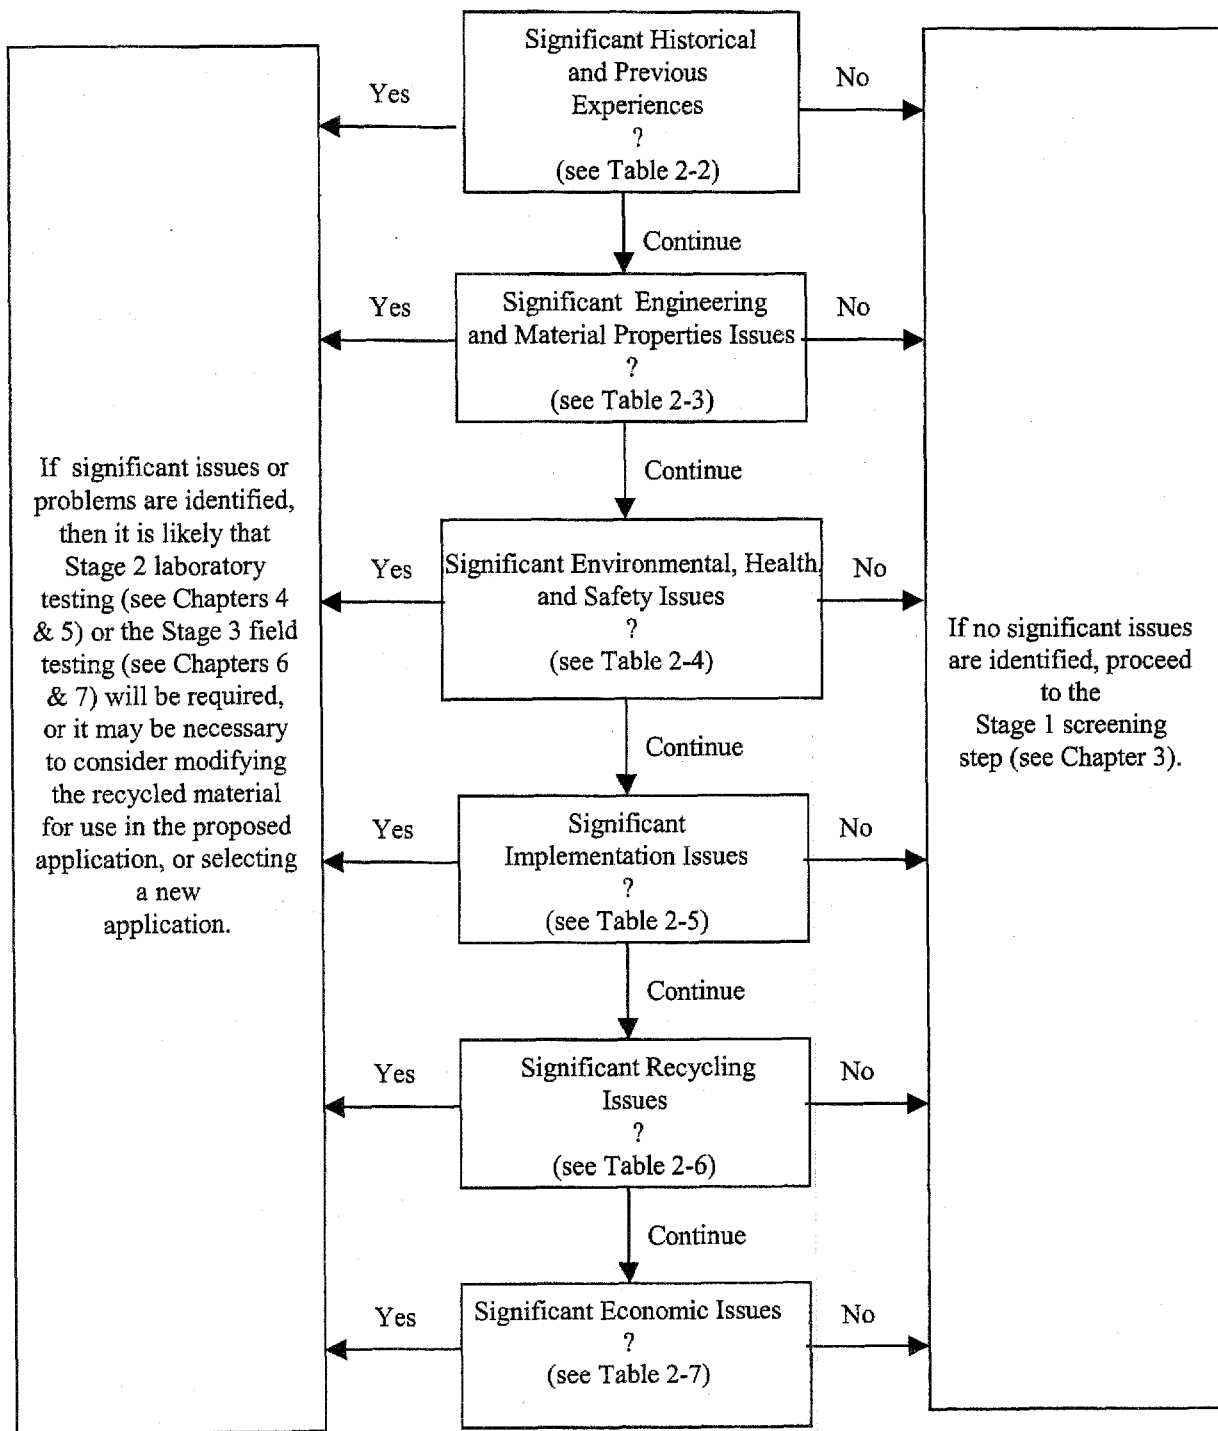 Significant Historical
and Previous
Experiences
?
(see Table 2-2)
Yes
No
Continue
Significant Engineering
and Material Properties Issues
?
(see Table 2-3)
Yes
No
Continue
Significant Environmental, Health,
and Safety Issues
?
(see Table 2-4)
Yes
No
Continue
Significant
Implementation Issues
?
(see Table 2-5)
Yes
No
Continue
Significant Recycling
Issues
?
(see Table 2-6)
Yes
No
Continue
Significant Economic Issues
?
(see Table 2-7)
Yes
No
If significant issues or
problems are identified,
then it is likely that
Stage 2 laboratory
testing (see Chapters 4
& 5) or the Stage 3 field
testing (see Chapters 6
& 7) will be required,
or it may be necessary
to consider modifying
the recycled material
for use in the proposed
application, or selecting
a new
application.
If no significant issues
are identified, proceed
to the
Stage 1 screening
step (see Chapter 3).